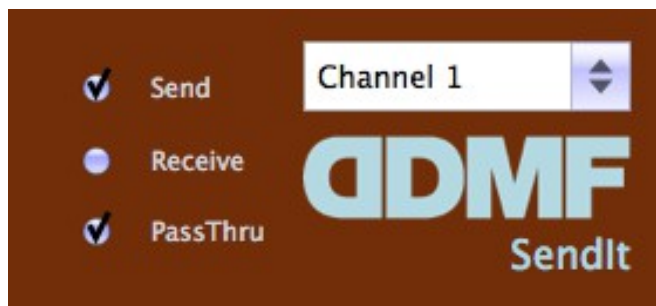 Send
Channel 1
Receive
DDMF
PassThru
SendIt